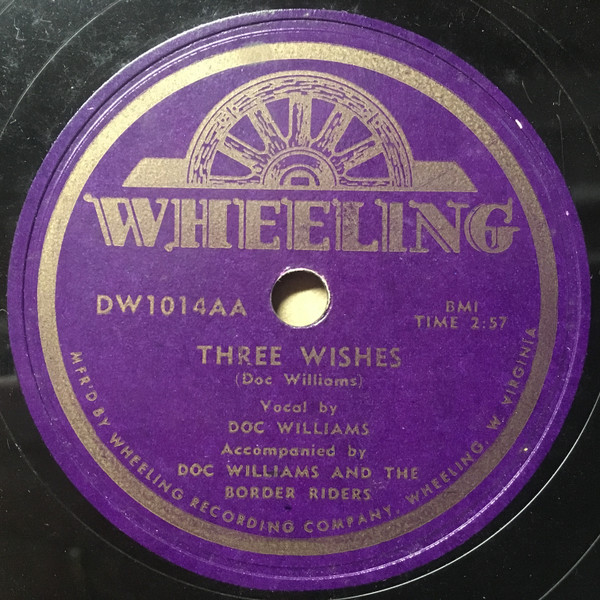 WHEELING
DW1014AA
BMI
TIME 2:57
THREE WISHES
(Doc Williams)
Vocal by
DOC WILLIAMS
Accompanied by
DOC WILLIAMS AND THE
BORDER RIDERS
MFR'D BY WHEELING RECORDING COMPANY, WHEELING, W. VIRGINIA